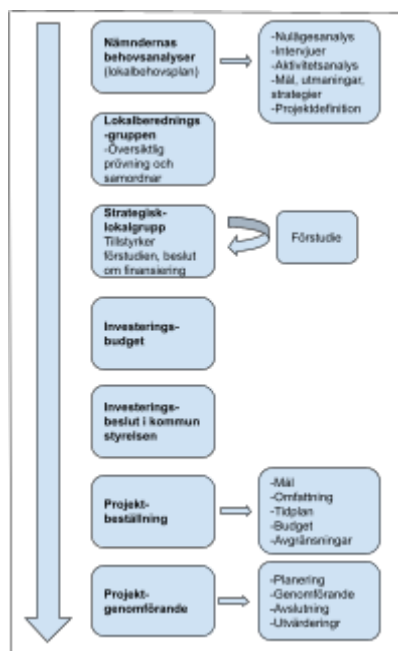 Nämndernas
behovsanalyser
(lokalbehovsplan)
-Nulägesanalys
-Intervjuer
-Aktivitetsanalys
-Mål, utmaningar,
strategier
-Projektdefinition
Lokalberednings
-gruppen
-Översiktlig
prövning och
samordnar
Strategisk-
lokalgrupp
Tillstyrker
förstudien, beslut
om finansiering
Förstudie
Investerings-
budget
Investerings-
beslut i kommun
styrelsen
Projekt-
beställning
-Mål
-Omfattning
-Tidplan
-Budget
-Avgränsningar
Projekt-
genomförande
-Planering
-Genomförande
-Avslutning
-Utvärderingr